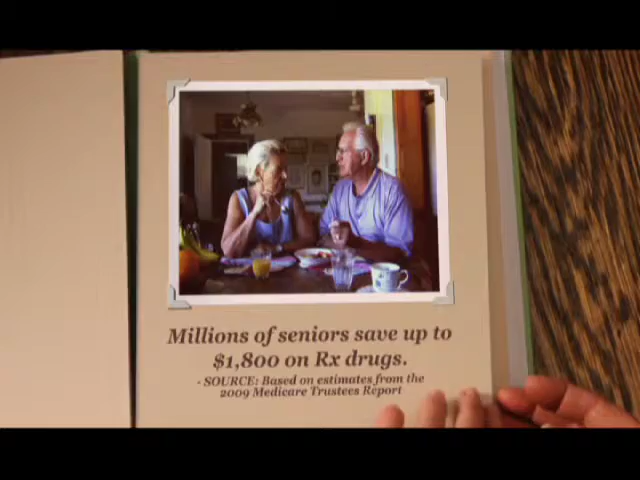 Millions of seniors save up to
$1,800 on Rx drugs.
- SOURCE: Based on estimates from the
2009 Medicare Trustees Report